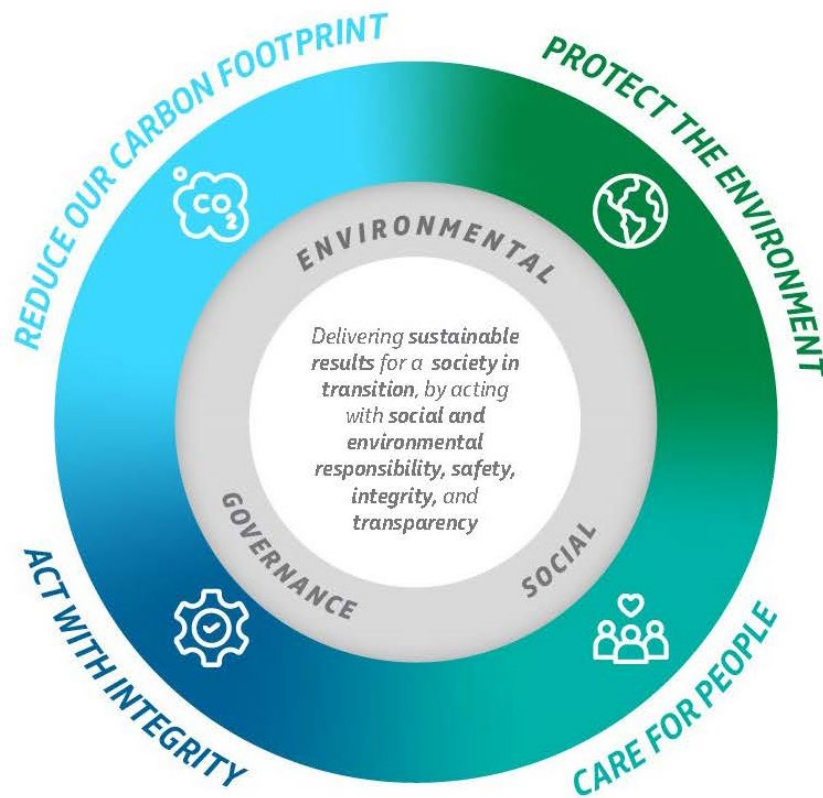 REDUCE OUR CARBON FOOTPRINT
PROTECT THE ENVIRONMENT
CO2
ENVIRONMENTAL
Delivering sustainable
results for a society in
transition, by acting
with social and
environmental
responsibility, safety,
integrity, and
transparency
GOVERNANCE
SOCIAL
ACT WITH INTEGRITY
CARE FOR PEOPLE